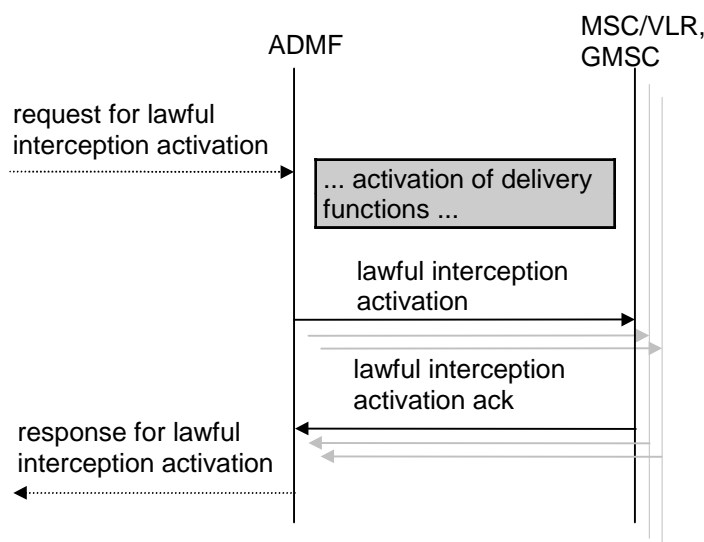 MSC/VLR,
GMSC
ADMF
request for lawful
interception activation
... activation of delivery
functions ...
lawful interception
activation
lawful interception
activation ack
response for lawful
interception activation